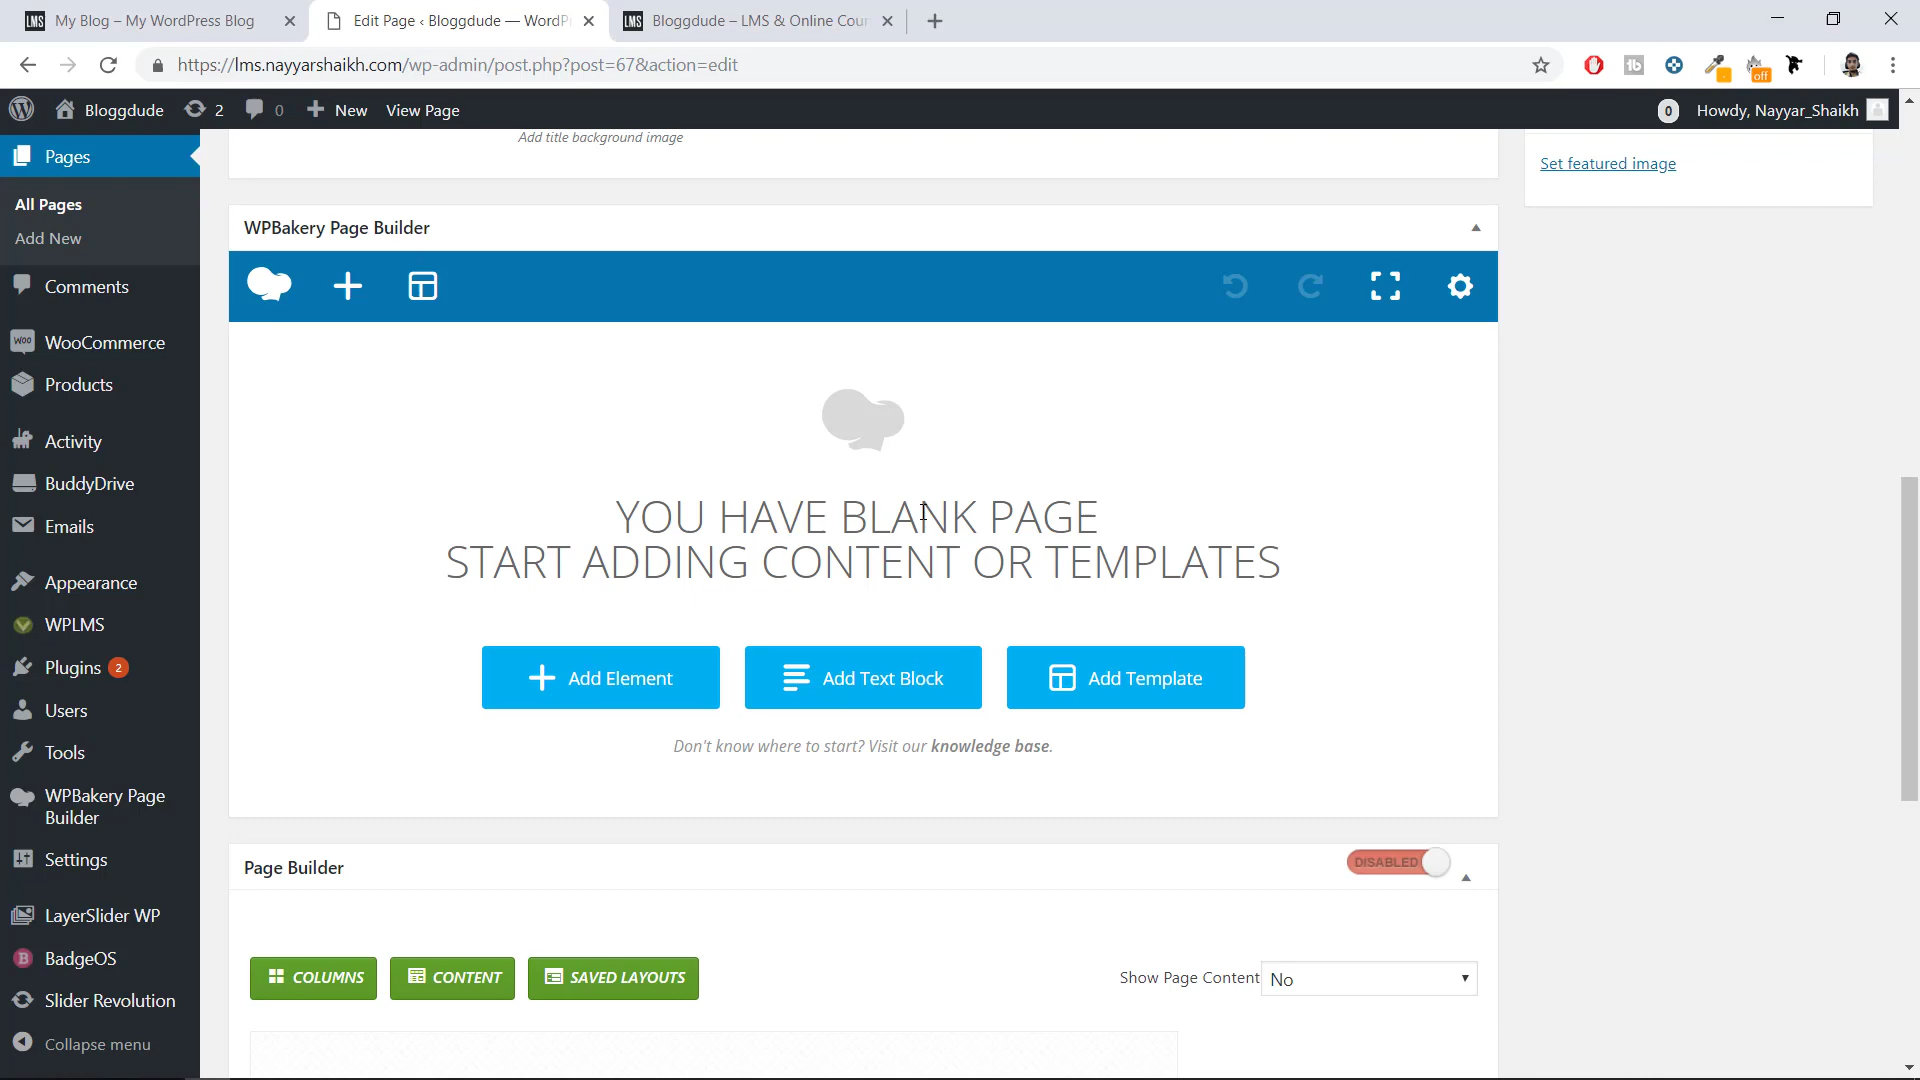 LMS My Blog – My WordPress Blog
Edit Page ‹ Bloggdude — WordP
LMS Bloggdude – LMS & Online Cour
https://lms.nayyarshaikh.com/wp-admin/post.php?post=67&action=edit
off
Bloggdude
2
0
New
View Page
0
Howdy, Nayyar_Shaikh
Pages
All Pages
Add New
Comments
WooCommerce
Products
Activity
BuddyDrive
Emails
Appearance
WPLMS
Plugins 2
Users
Tools
WPBakery Page
Builder
Settings
LayerSlider WP
BadgeOS
Slider Revolution
Collapse menu
Add title background image
Set featured image
WPBakery Page Builder
YOU HAVE BLANK PAGE
START ADDING CONTENT OR TEMPLATES
Add Element
Add Text Block
Add Template
Don't know where to start? Visit our knowledge base.
Page Builder
DISABLED
COLUMNS
CONTENT
SAVED LAYOUTS
Show Page Content
No